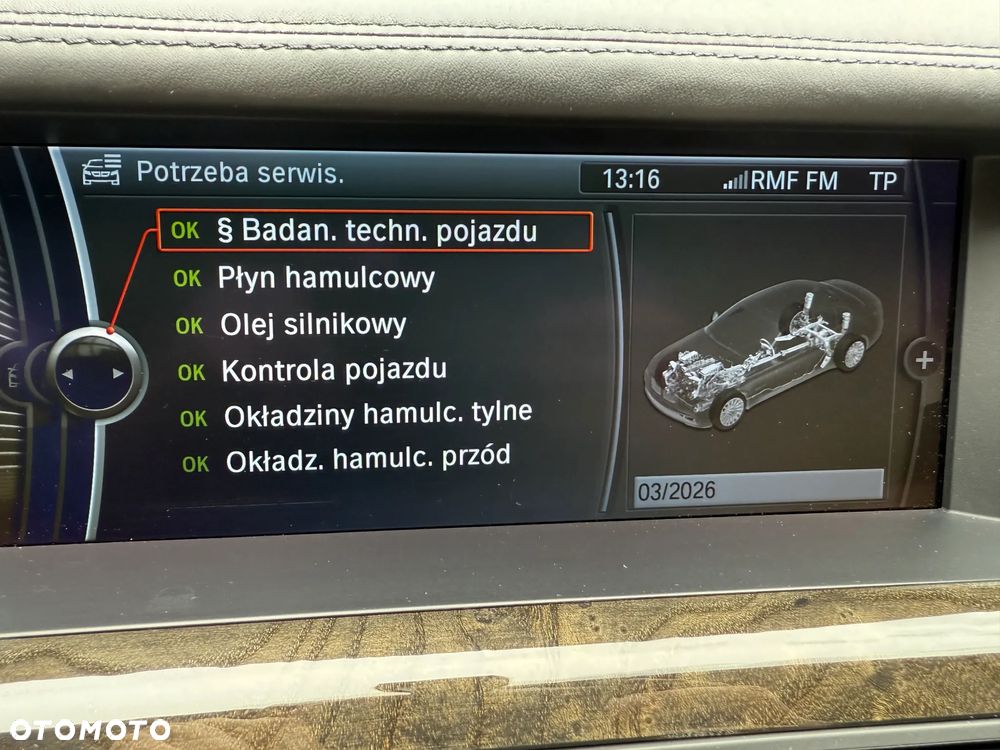 Potrzeba serwis.
13:16 RMF FM TP
OK § Badan. techn. pojazdu
OK Płyn hamulcowy
OK Olej silnikowy
OK Kontrola pojazdu
OK Okładziny hamulc. tylne
OK Okładz. hamulc. przód
03/2026
OTOMOTO